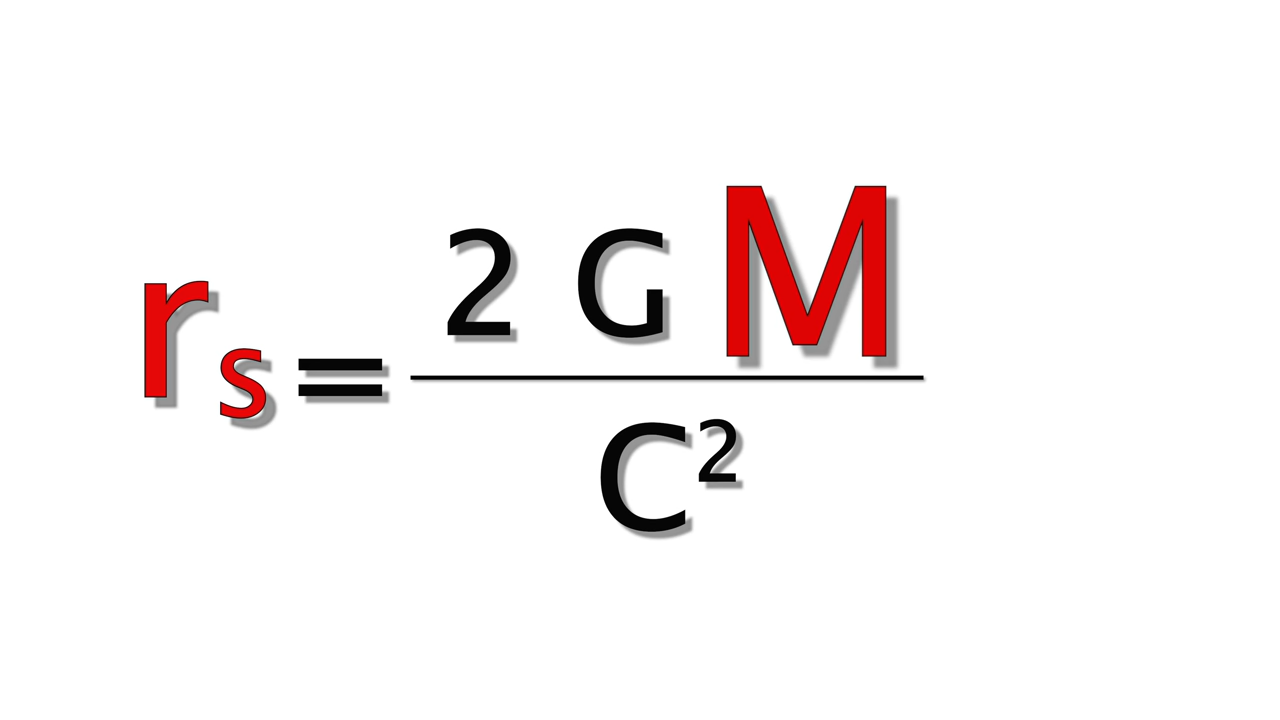 rₛ = 2 G M
C²